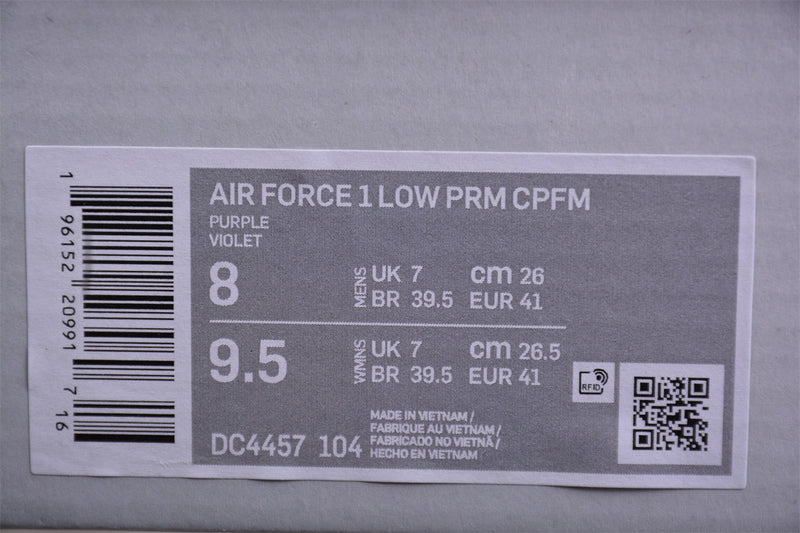 1 96152 20991 7 16
AIR FORCE 1 LOW PRM CPFM
PURPLE
VIOLET
8
MENS
UK 7 cm 26
BR 39.5 EUR 41
9.5
WMNS
UK 7 cm 26.5
BR 39.5 EUR 41
RFID
DC4457 104
MADE IN VIETNAM /
FABRIQUE AU VIETNAM /
FABRICADO NO VIETNÃ /
HECHO EN VIETNAM